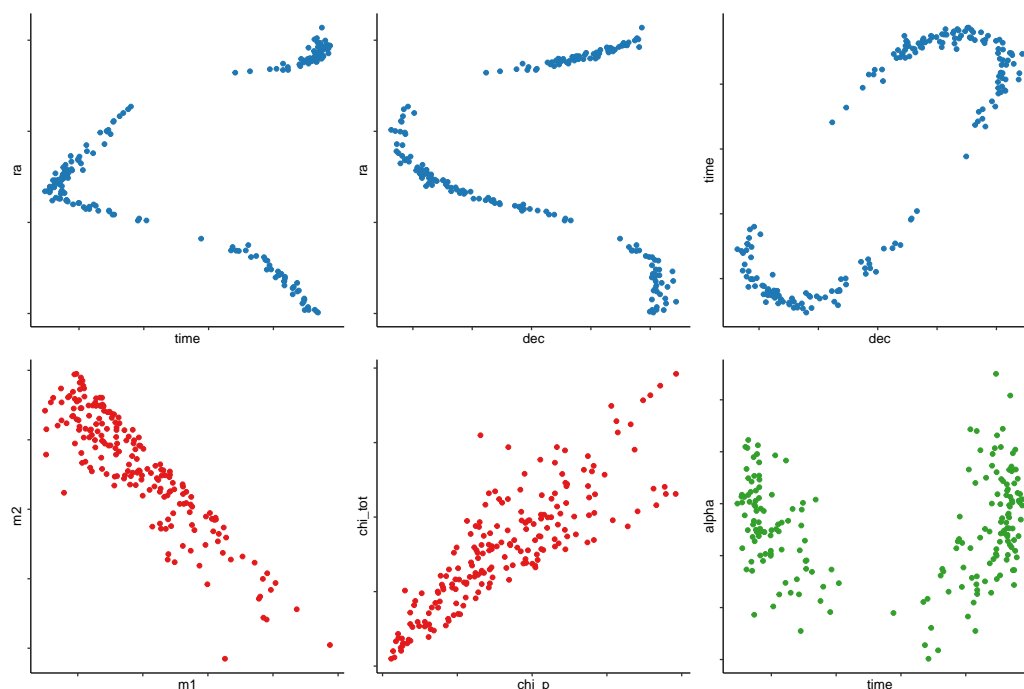 ra
time
ra
dec
time
dec
m2
m1
chi_tot
chi_p
alpha
time